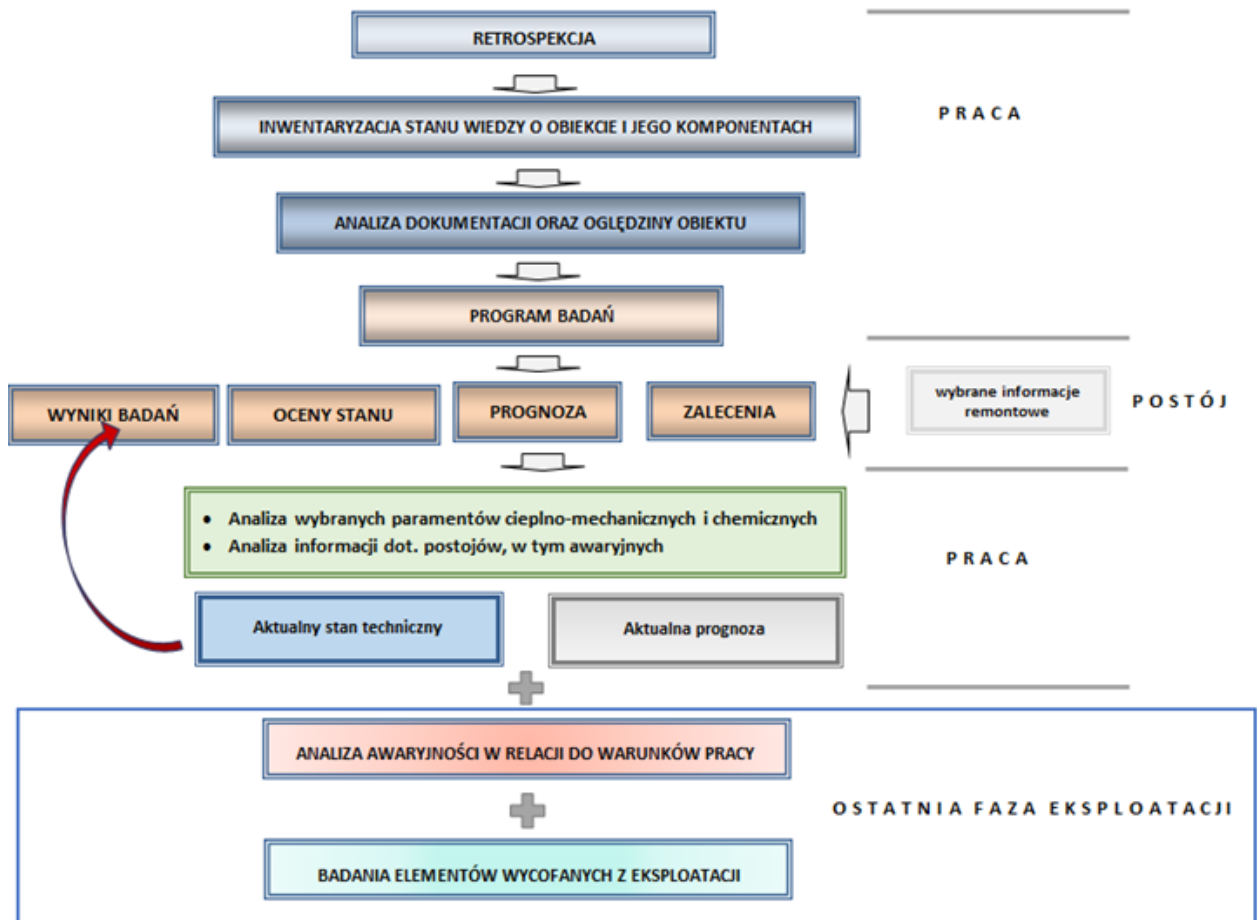 RETROSPEKCJA
PRACA
INWENTARYZACJA STANU WIEDZY O OBIEKCIE I JEGO KOMPONENTACH
ANALIZA DOKUMENTACJI ORAZ OGLĘDZINY OBIEKTU
PROGRAM BADAŃ
WYNIKI BADAŃ
OCENY STANU
PROGNOZA
ZALECENIA
wybrane informacje
remontowe
POSTÓJ
• Analiza wybranych paramentów cieplno-mechanicznych i chemicznych
• Analiza informacji dot. postojów, w tym awaryjnych
PRACA
Aktualny stan techniczny
Aktualna prognoza
ANALIZA AWARYJNOŚCI W RELACJI DO WARUNKÓW PRACY
OSTATNIA FAZA EKSPLOATACJI
BADANIA ELEMENTÓW WYCOFANYCH Z EKSPLOATACJI